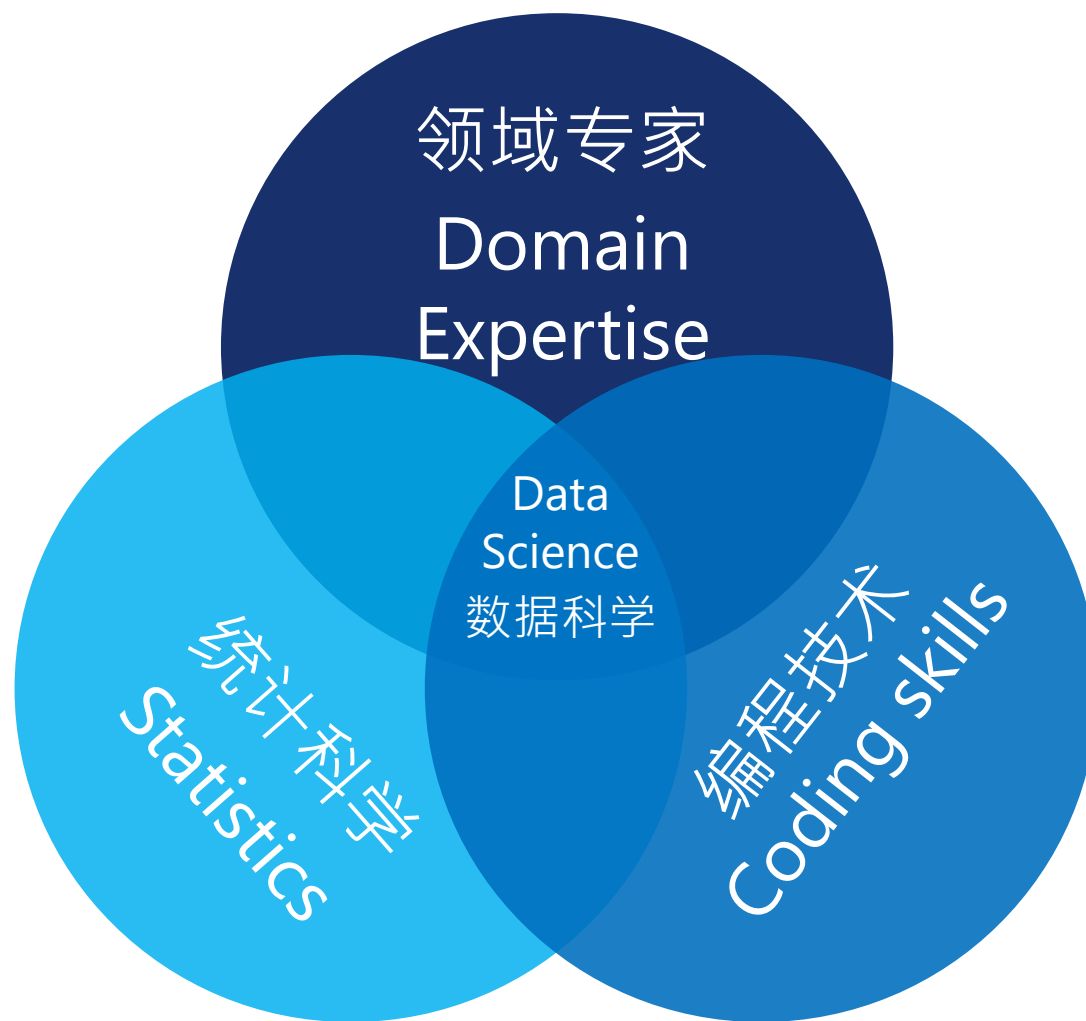 领域专家
Domain
Expertise
Data
Science
数据科学
统计科学
Statistics
编程技术
Coding skills